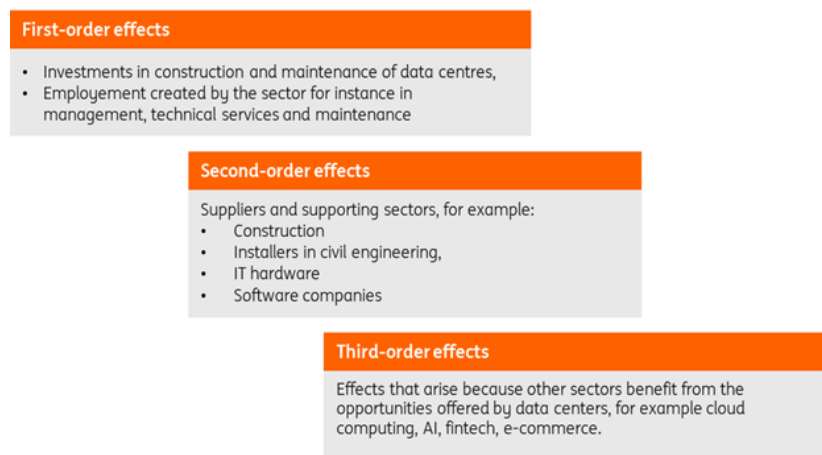 First-order effects
• Investments in construction and maintenance of data centres,
• Employement created by the sector for instance in
management, technical services and maintenance
Second-order effects
Suppliers and supporting sectors, for example:
• Construction
• Installers in civil engineering,
• IT hardware
• Software companies
Third-order effects
Effects that arise because other sectors benefit from the
opportunities offered by data centers, for example cloud
computing, AI, fintech, e-commerce.